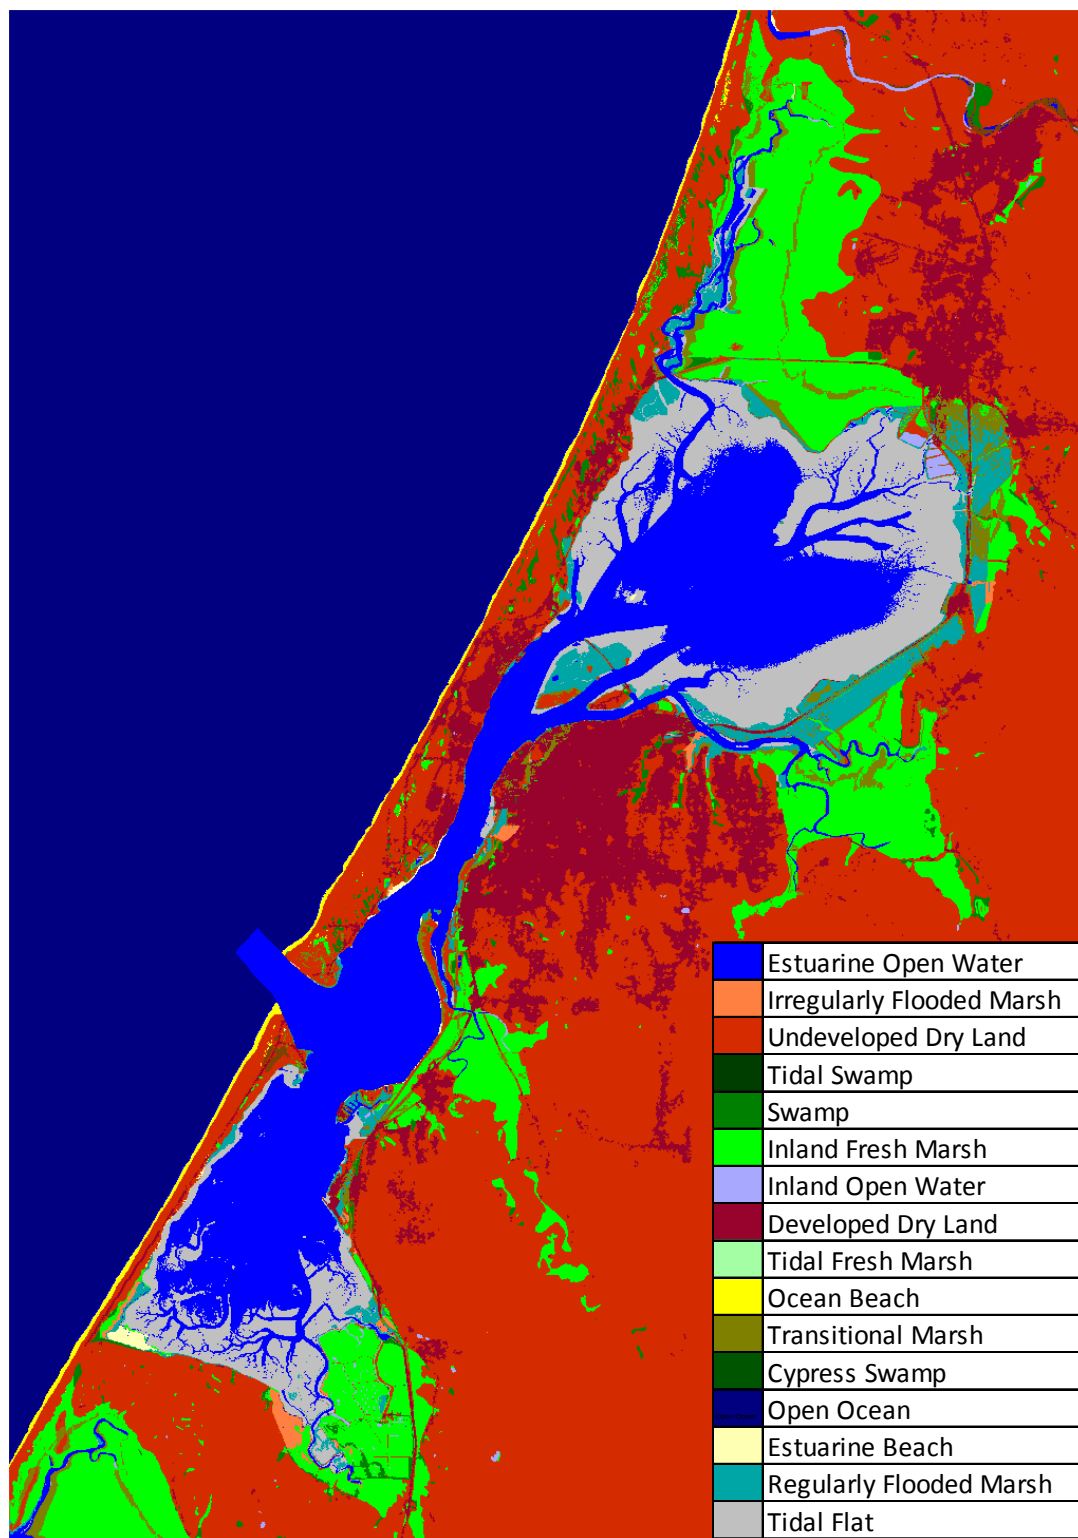 Estuarine Open Water
Irregularly Flooded Marsh
Undeveloped Dry Land
Tidal Swamp
Swamp
Inland Fresh Marsh
Inland Open Water
Developed Dry Land
Tidal Fresh Marsh
Ocean Beach
Transitional Marsh
Cypress Swamp
Open Ocean
Estuarine Beach
Regularly Flooded Marsh
Tidal Flat